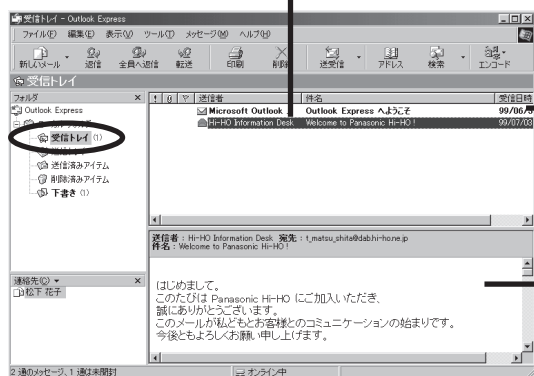 受信トレイ - Outlook Express
ファイル(F) 編集(E) 表示(V) ツール(T) メッセージ(M) ヘルプ(H)
新しいメール 返信 全員へ返信 転送 印刷 削除 送受信 アドレス 検索 エンコード
受信トレイ
フォルダ
送信者 件名 受信日時
Outlook Express
Microsoft Outlook Outlook Express へようこそ 99/06/
Hi-HO Information Desk Welcome to Panasonic Hi-HO! 99/07/03
受信トレイ (1)
送信済みアイテム
削除済みアイテム
下書き (1)
送信者 : Hi-HO Information Desk 宛先 : t_matsu_shita@dab.hi-ho.ne.jp
件名 : Welcome to Panasonic Hi-HO!
連絡先(C)
松下 花子
はじめまして。
このたびは Panasonic Hi-HO にご加入いただき、
誠にありがとうございます。
このメールが私どもとお客様とのコミュニケーションの始まりです。
今後ともよろしくお願い申し上げます。
2 通のメッセージ、1 通は未開封
オンライン中